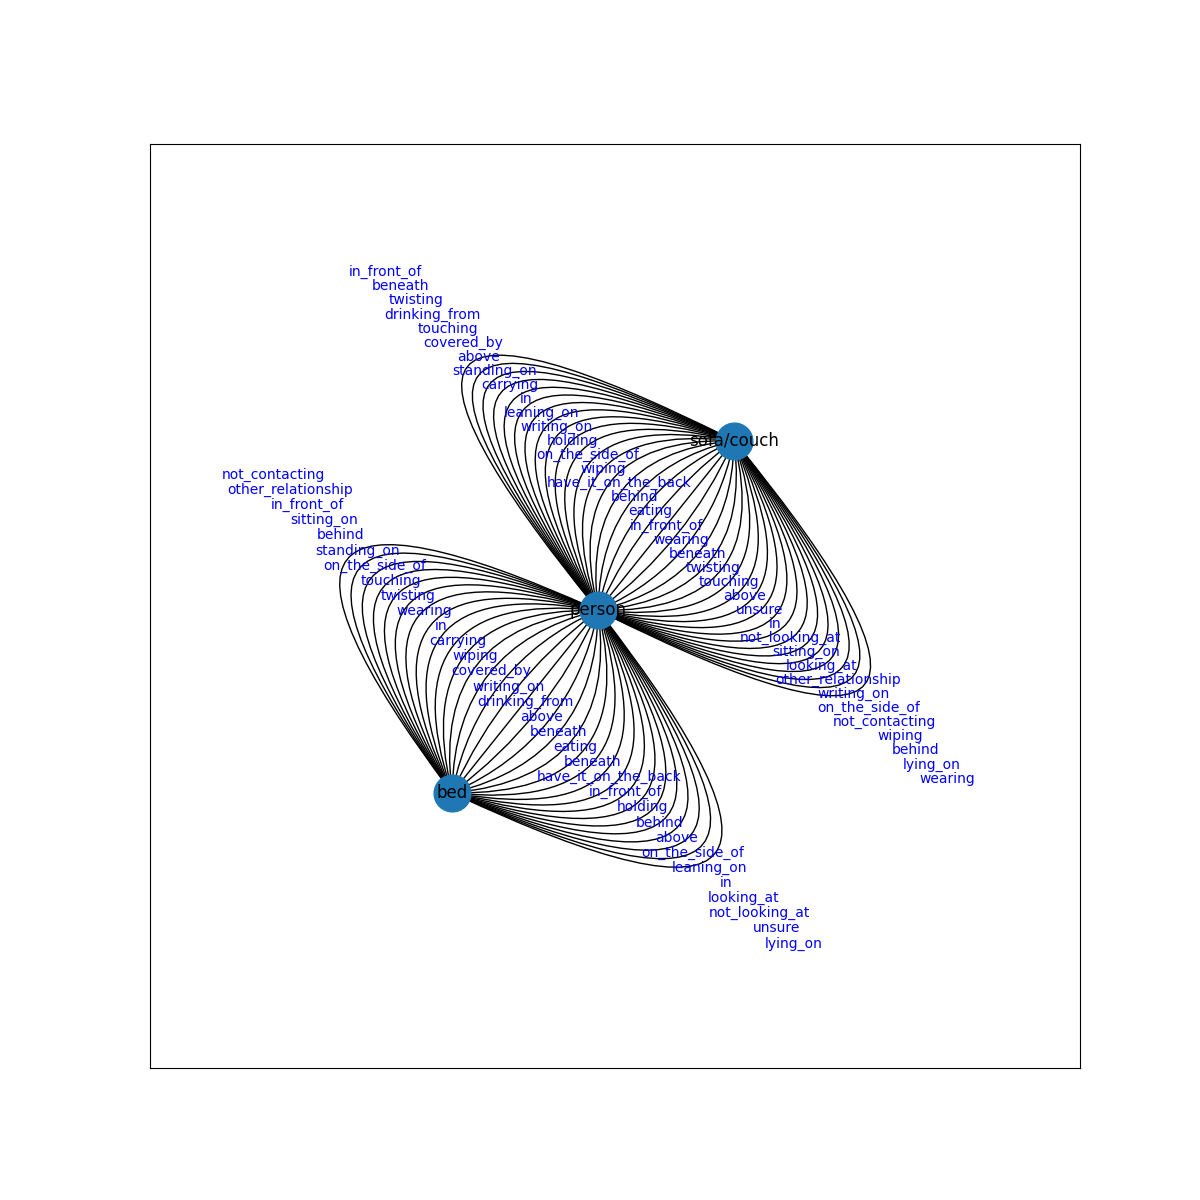 in_front_of
beneath
twisting
drinking_from
touching
covered_by
above
standing_on
carrying
in
leaning_on
writing_on
holding
sofa/couch
on_the_side_of
wiping
have_it_on_the_back
behind
eating
in_front_of
wearing
beneath
twisting
touching
above
unsure
in
not_looking_at
sitting_on
looking_at
other_relationship
writing_on
on_the_side_of
not_contacting
wiping
behind
lying_on
wearing
person
not_contacting
other_relationship
in_front_of
sitting_on
behind
standing_on
on_the_side_of
touching
twisting
wearing
in
carrying
wiping
covered_by
writing_on
drinking_from
above
beneath
eating
beneath
have_it_on_the_back
in_front_of
bed
holding
behind
above
on_the_side_of
leaning_on
in
looking_at
not_looking_at
unsure
lying_on